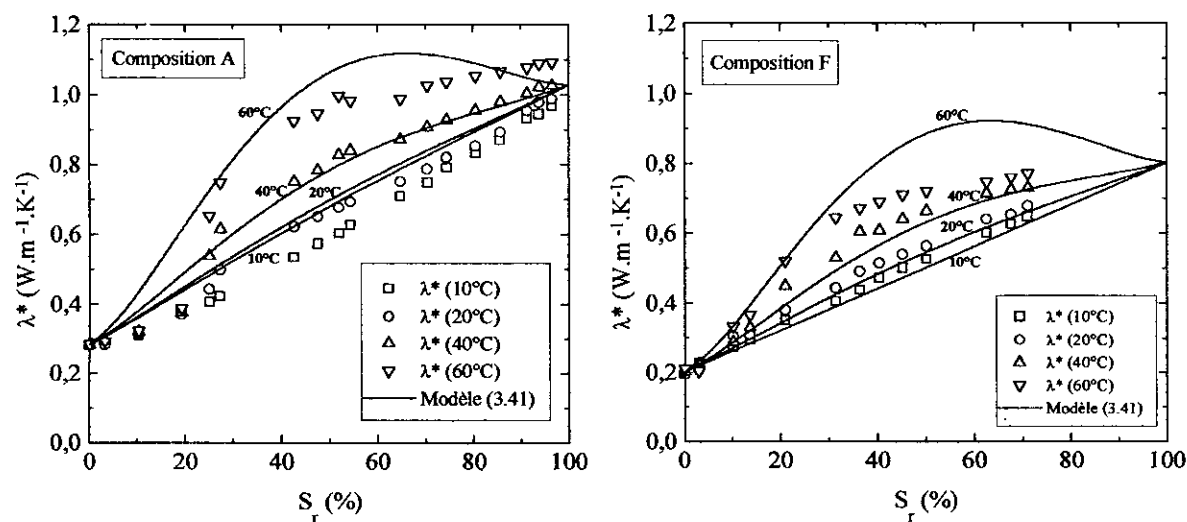 1,2
1,0
0,8
0,6
0,4
0,2
0,0
λ* (W.m⁻¹.K⁻¹)
Composition A
60°C
40°C
20°C
10°C
λ* (10°C)
λ* (20°C)
λ* (40°C)
λ* (60°C)
Modèle (3.41)
0 20 40 60 80 100
S_r (%)
1,2
1,0
0,8
0,6
0,4
0,2
0,0
λ* (W.m⁻¹.K⁻¹)
Composition F
60°C
40°C
20°C
10°C
λ* (10°C)
λ* (20°C)
λ* (40°C)
λ* (60°C)
Modèle (3.41)
0 20 40 60 80 100
S_r (%)